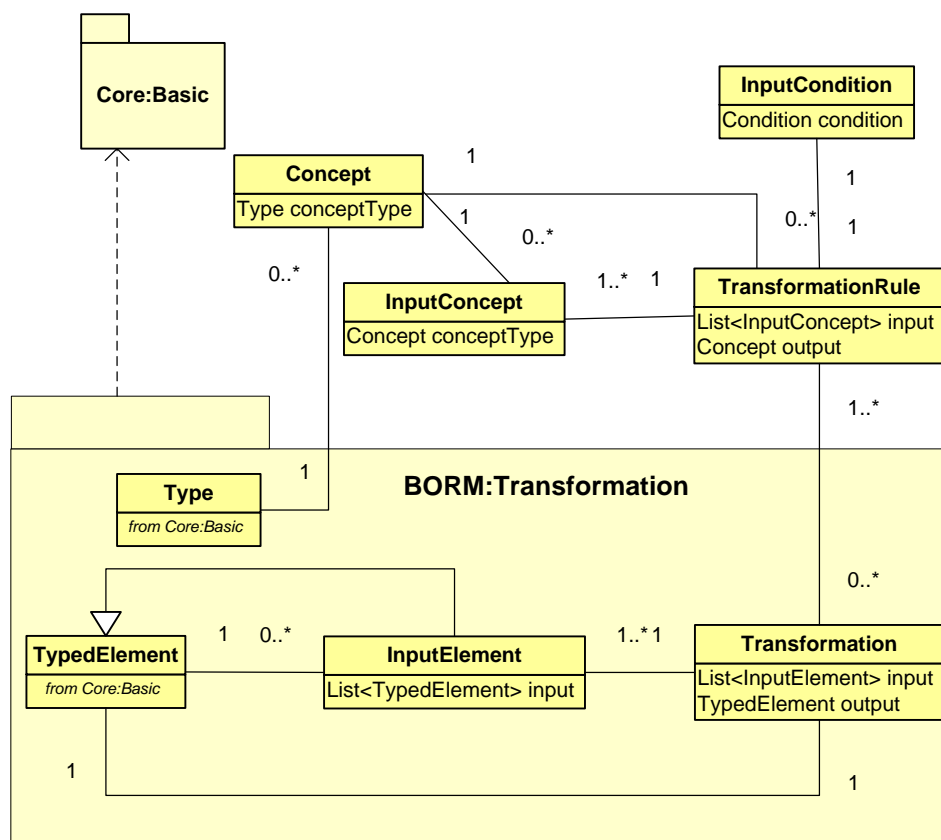 Core:Basic
InputCondition
Condition condition
1
1
Concept
Type conceptType
1
0..*
0..*
1
0..*
1..*
1
InputConcept
Concept conceptType
TransformationRule
List<InputConcept> input
Concept output
1..*
1
BORM:Transformation
Type
from Core:Basic
0..*
1
0..*
1..*
1
TypedElement
from Core:Basic
InputElement
List<TypedElement> input
Transformation
List<InputElement> input
TypedElement output
1
1